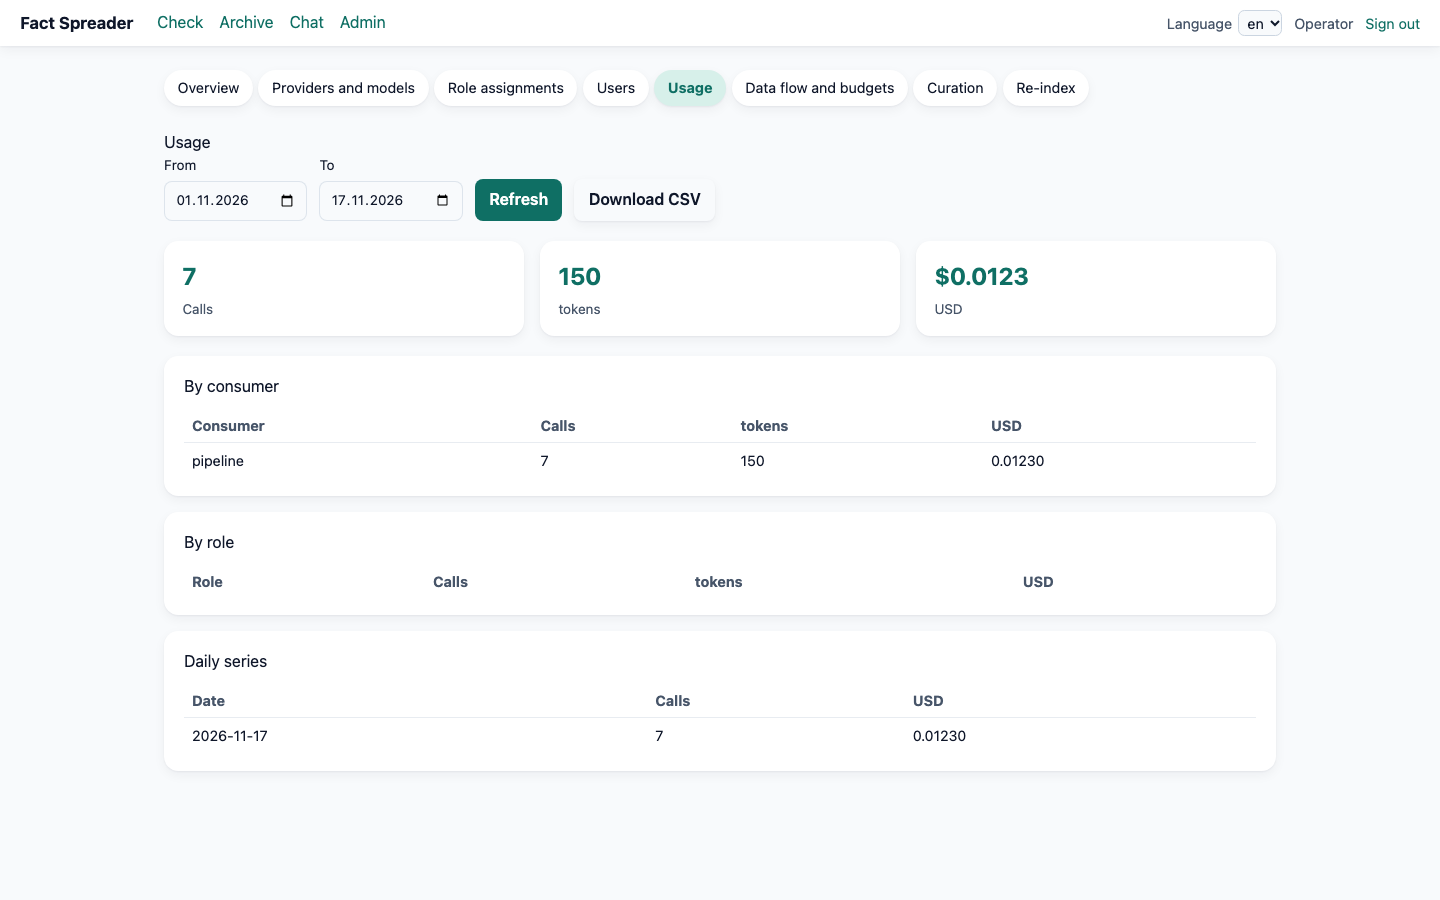 Fact Spreader Check Archive Chat Admin Language en Operator Sign out
Overview Providers and models Role assignments Users Usage Data flow and budgets Curation Re-index
Usage
From To
01.11.2026 17.11.2026 Refresh Download CSV
7 150 $0.0123
Calls tokens USD
By consumer
Consumer Calls tokens USD
pipeline 7 150 0.01230
By role
Role Calls tokens USD
Daily series
Date Calls USD
2026-11-17 7 0.01230